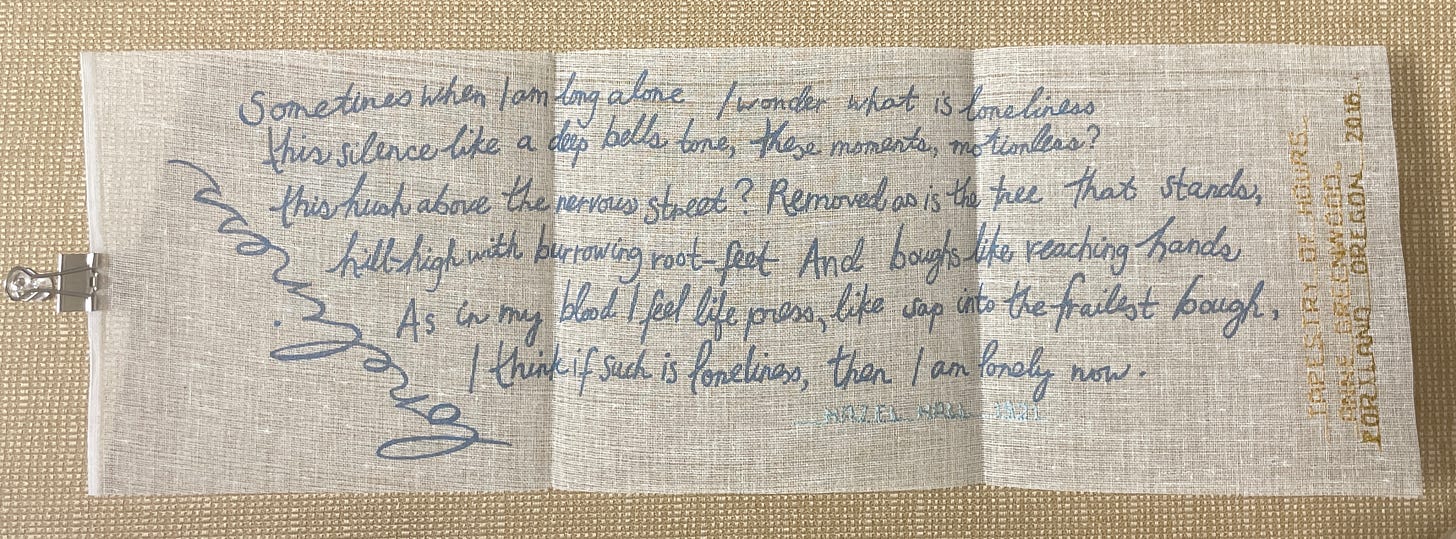 Sometimes when I am long alone I wonder what is loneliness
this silence like a deep bells tone, these moments, motionless?
this hush above the nervous street? Removed as is the tree that stands,
hill-high with burrowing root-feet And boughs like reaching hands
As in my blood I feel life press, like sap into the frailest bough,
I think if such is loneliness, then I am lonely now.
HAZEL HALL 1921
TAPESTRY OF HOURS.
ANNE GREENWOOD.
PORTLAND OREGON 2016.